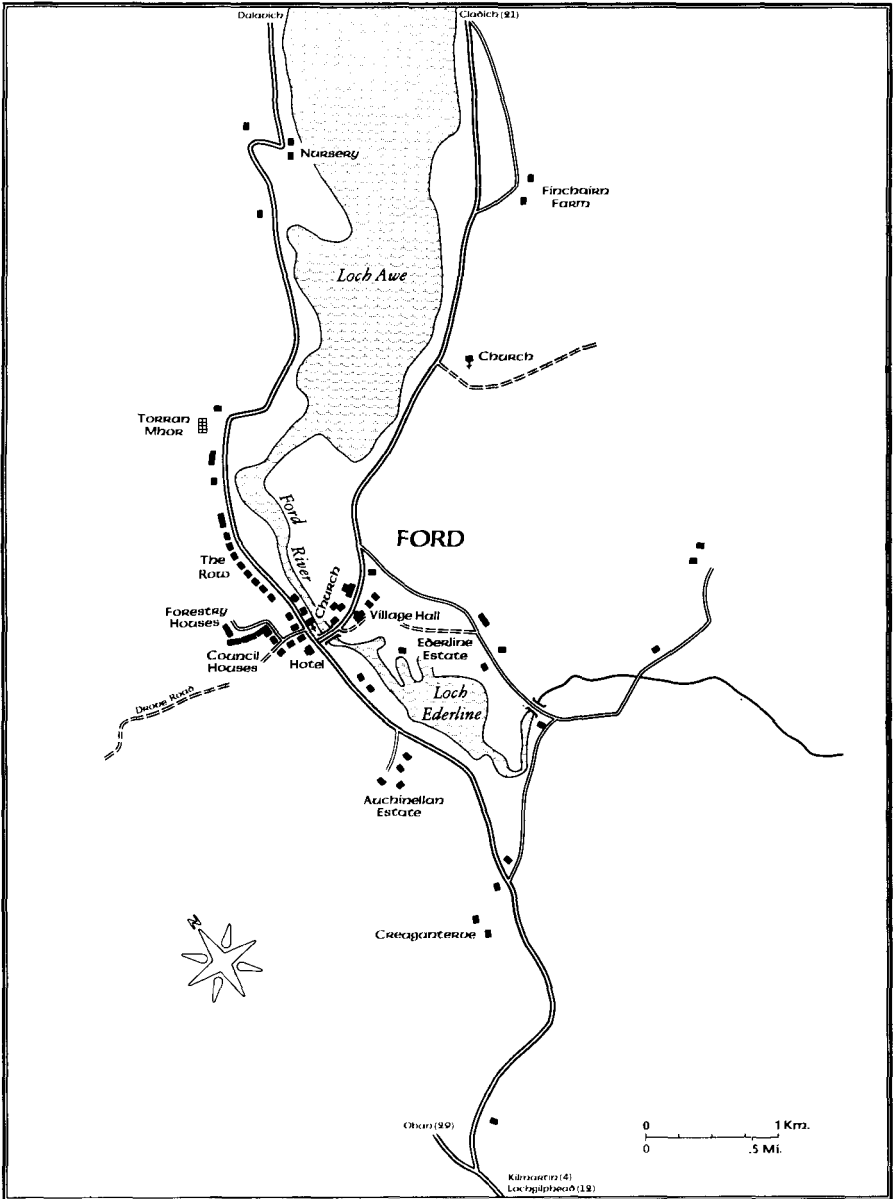 Dalavich
Cladich (21)
Nursery
Finchairn
Farm
Loch Awe
Church
Torran
Mhor
Ford
River
FORD
The
Row
Church
Village Hall
Forestry
Houses
Ederline
Estate
Council
Houses
Hotel
Loch
Ederline
Drove Road
Auchinellan
Estate
N
Creaganterve
0 1 Km.
0 .5 Mi.
Oban (29)
Kilmartin (4)
Lochgilphead (12)